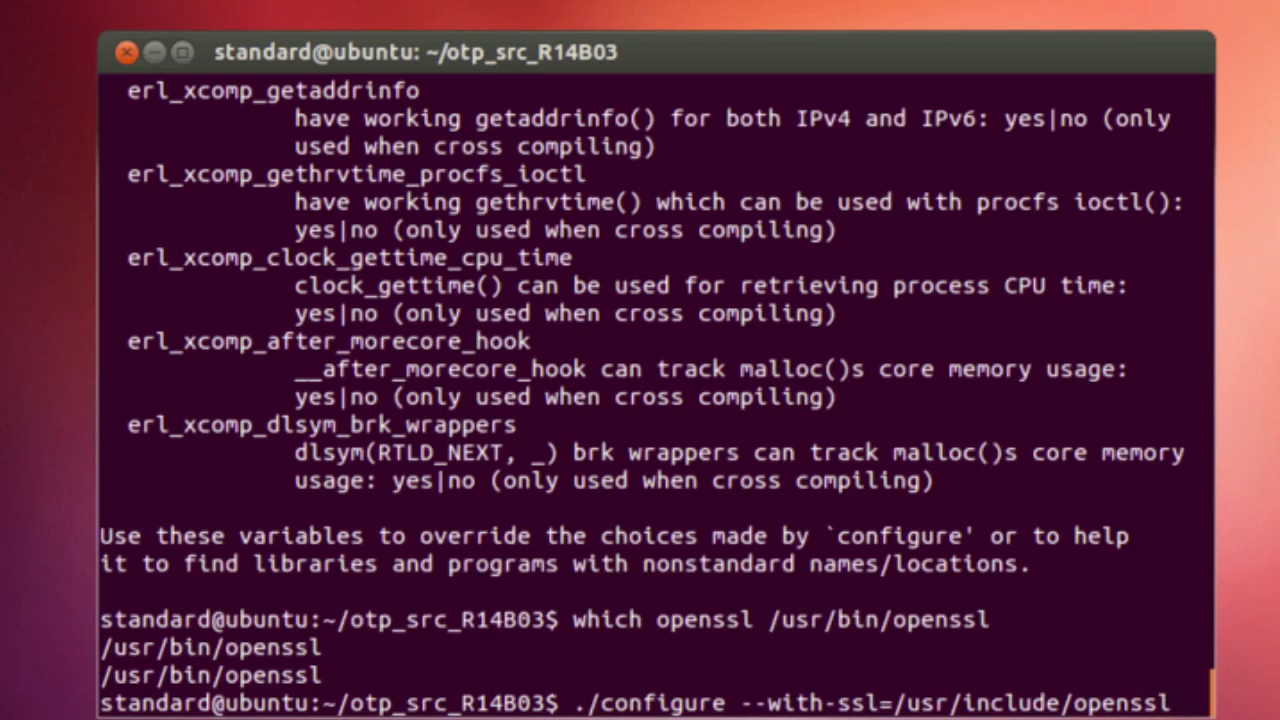 standard@ubuntu: ~/otp_src_R14B03
erl_xcomp_getaddrinfo
have working getaddrinfo() for both IPv4 and IPv6: yes|no (only
used when cross compiling)
erl_xcomp_gethrvtime_procfs_ioctl
have working gethrvtime() which can be used with procfs ioctl():
yes|no (only used when cross compiling)
erl_xcomp_clock_gettime_cpu_time
clock_gettime() can be used for retrieving process CPU time:
yes|no (only used when cross compiling)
erl_xcomp_after_morecore_hook
__after_morecore_hook can track malloc()s core memory usage:
yes|no (only used when cross compiling)
erl_xcomp_dlsym_brk_wrappers
dlsym(RTLD_NEXT, _) brk wrappers can track malloc()s core memory
usage: yes|no (only used when cross compiling)
Use these variables to override the choices made by `configure' or to help
it to find libraries and programs with nonstandard names/locations.
standard@ubuntu:~/otp_src_R14B03$ which openssl /usr/bin/openssl
/usr/bin/openssl
/usr/bin/openssl
standard@ubuntu:~/otp_src_R14B03$ ./configure --with-ssl=/usr/include/openssl